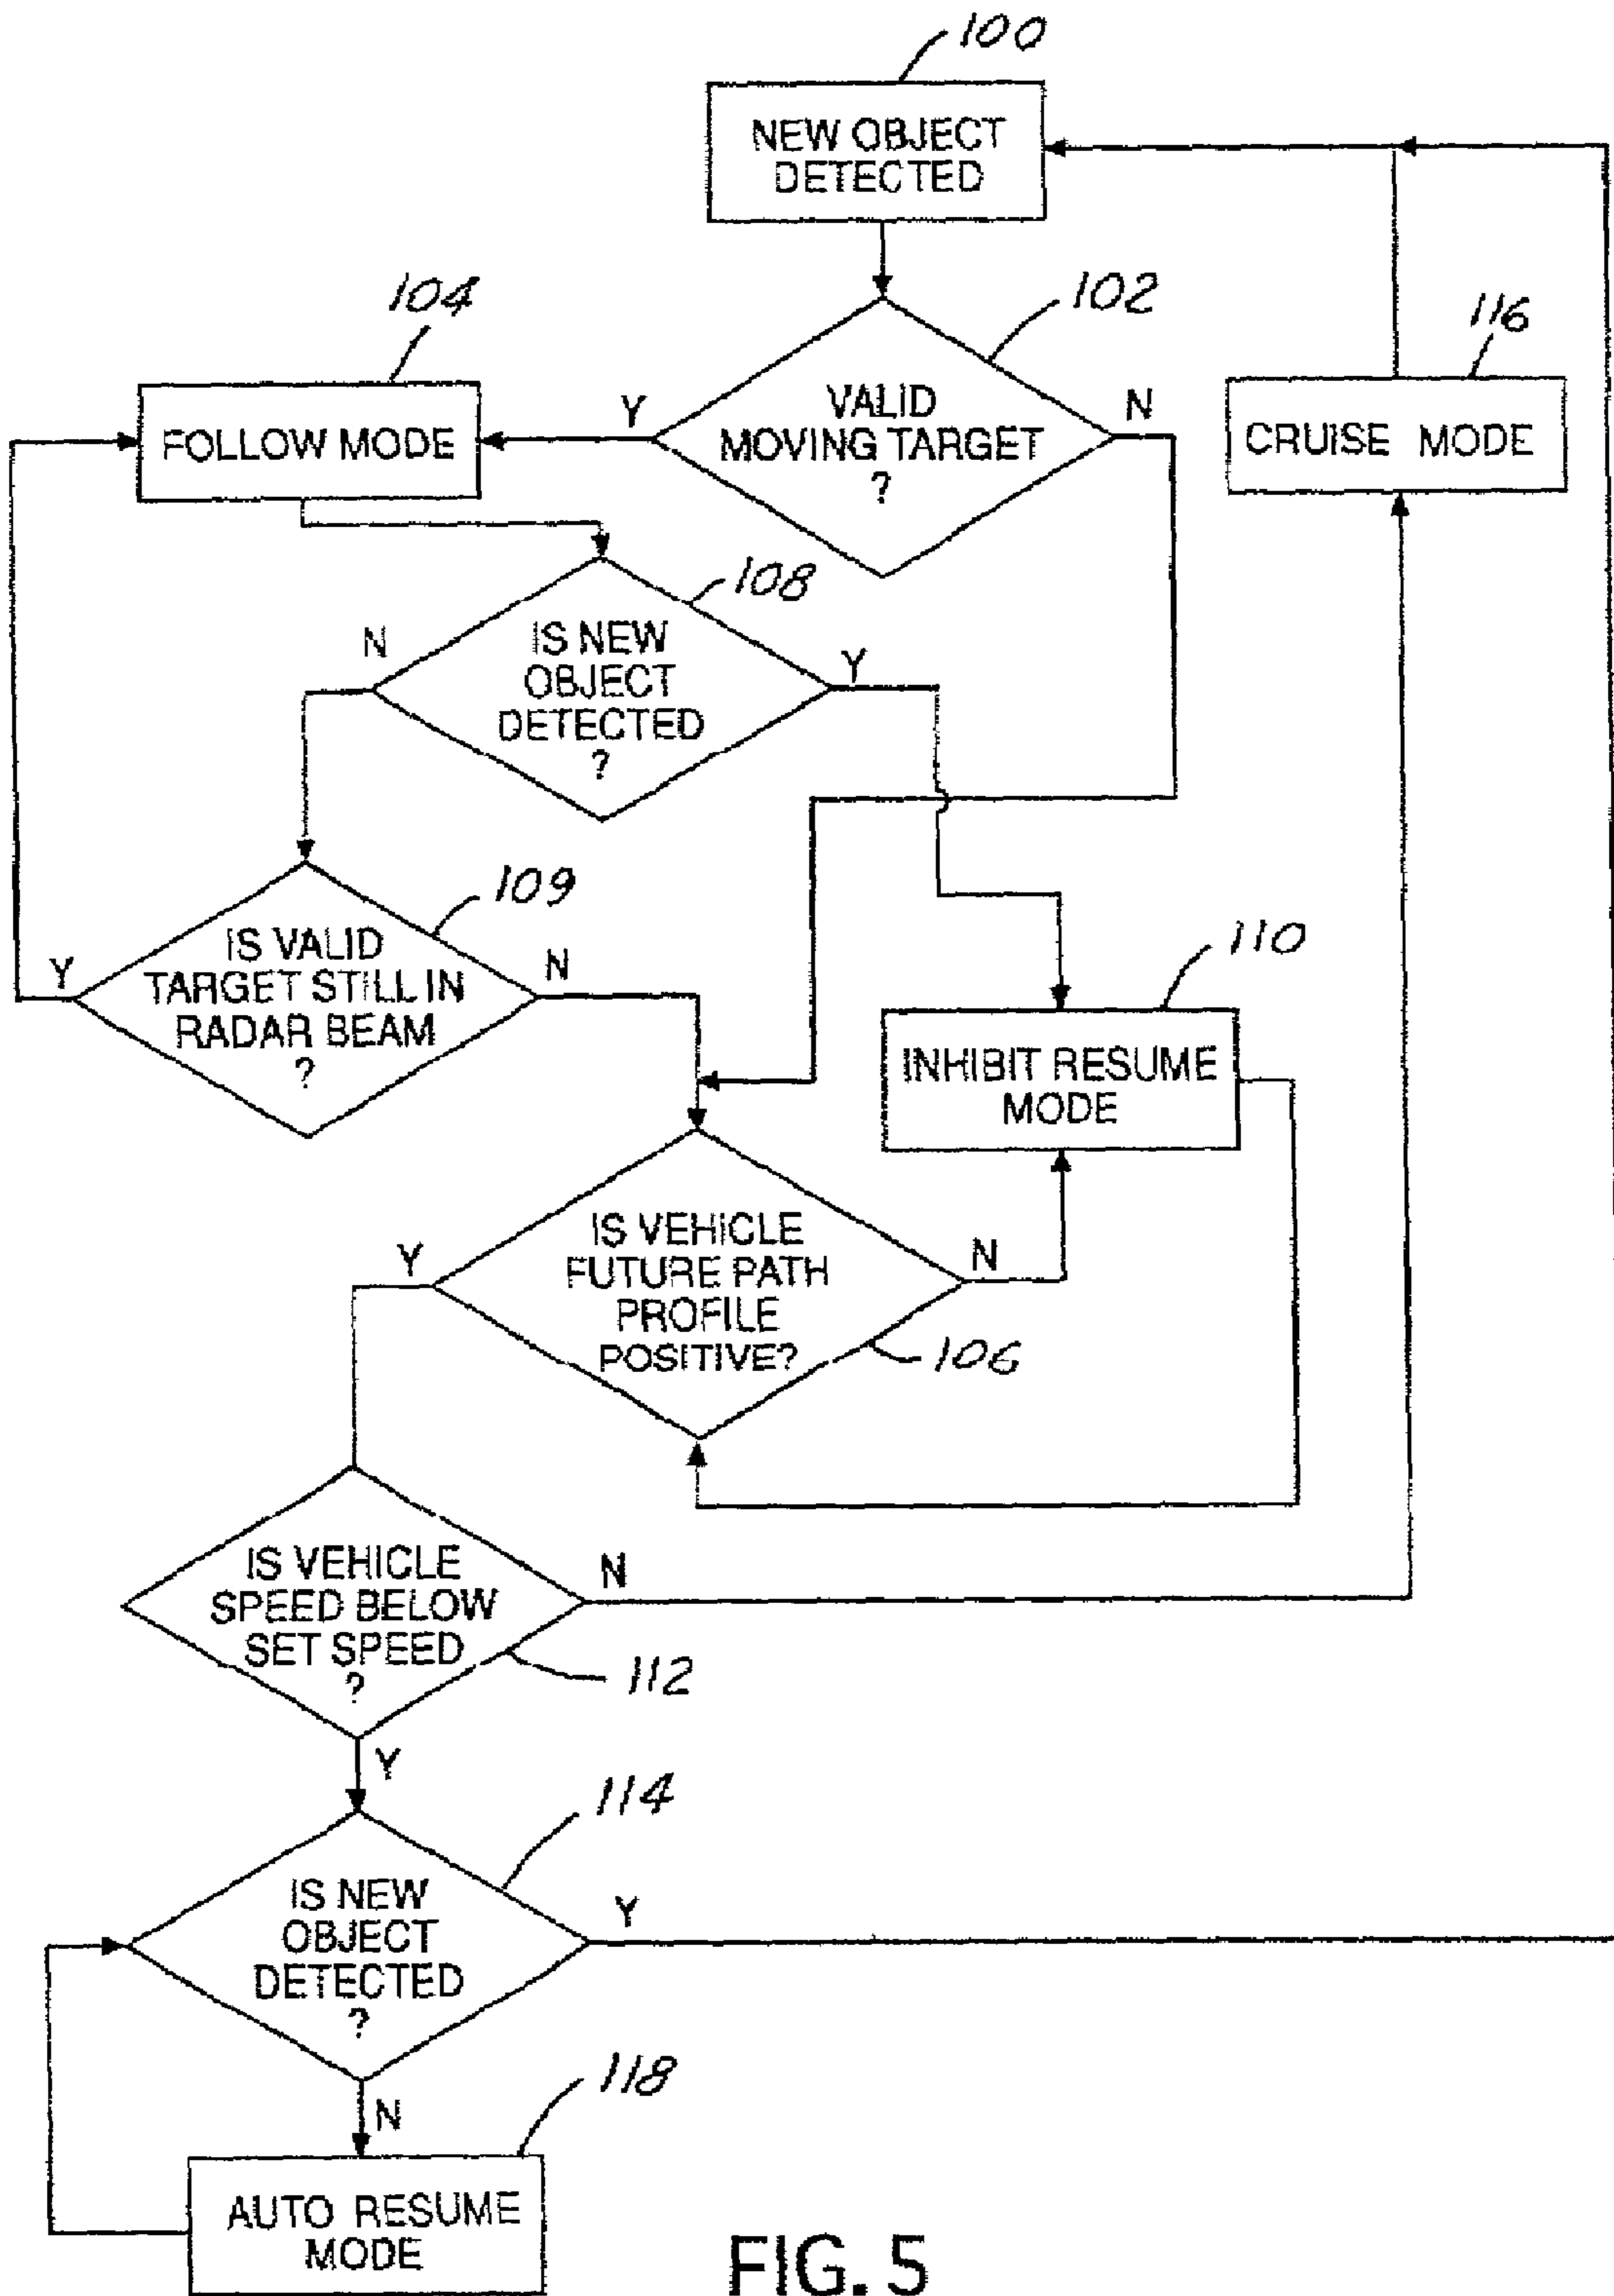 100
NEW OBJECT
DETECTED
102
VALID
MOVING TARGET
?
Y
N
104
FOLLOW MODE
116
CRUISE MODE
108
IS NEW
OBJECT
DETECTED
?
N
Y
109
IS VALID
TARGET STILL IN
RADAR BEAM
?
Y
N
110
INHIBIT RESUME
MODE
IS VEHICLE
FUTURE PATH
PROFILE
POSITIVE?
Y
N
106
IS VEHICLE
SPEED BELOW
SET SPEED
?
N
112
Y
114
IS NEW
OBJECT
DETECTED
?
Y
N
118
AUTO RESUME
MODE
FIG. 5